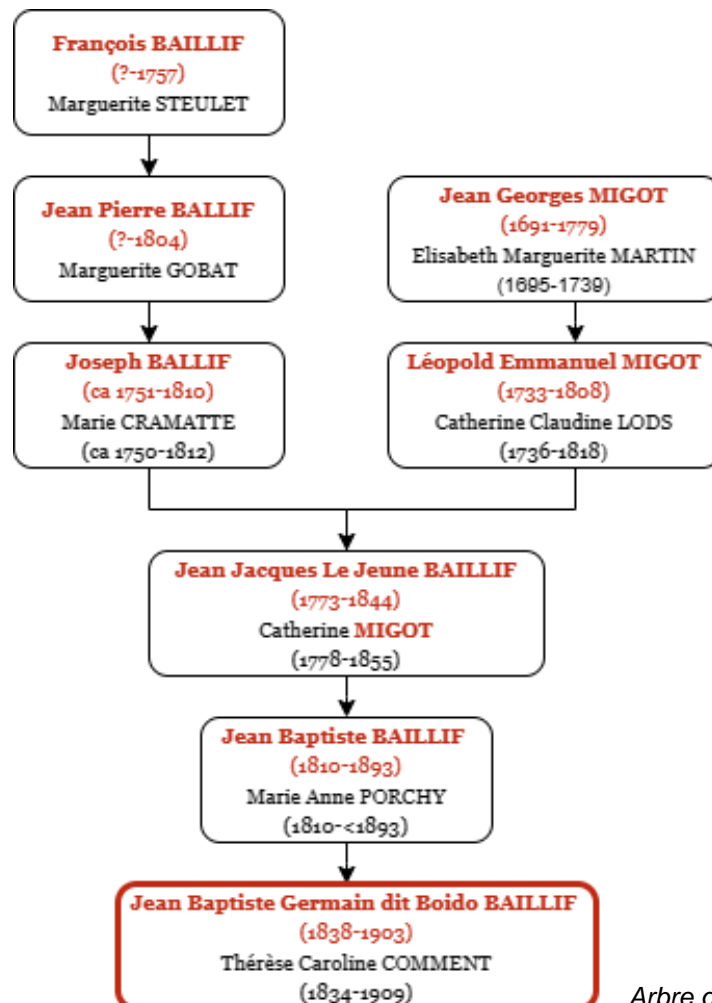 François BAILLIF
(?-1757)
Marguerite STEULET
Jean Pierre BALLIF
(?-1804)
Marguerite GOBAT
Jean Georges MIGOT
(1691-1779)
Elisabeth Marguerite MARTIN
(1695-1739)
Joseph BALLIF
(ca 1751-1810)
Marie CRAMATTE
(ca 1750-1812)
Léopold Emmanuel MIGOT
(1733-1808)
Catherine Claudine LODS
(1736-1818)
Jean Jacques Le Jeune BAILLIF
(1773-1844)
Catherine MIGOT
(1778-1855)
Jean Baptiste BAILLIF
(1810-1893)
Marie Anne PORCHY
(1810-<1893)
Jean Baptiste Germain dit Boido BAILLIF
(1838-1903)
Thérèse Caroline COMMENT
(1834-1909)
Arbre